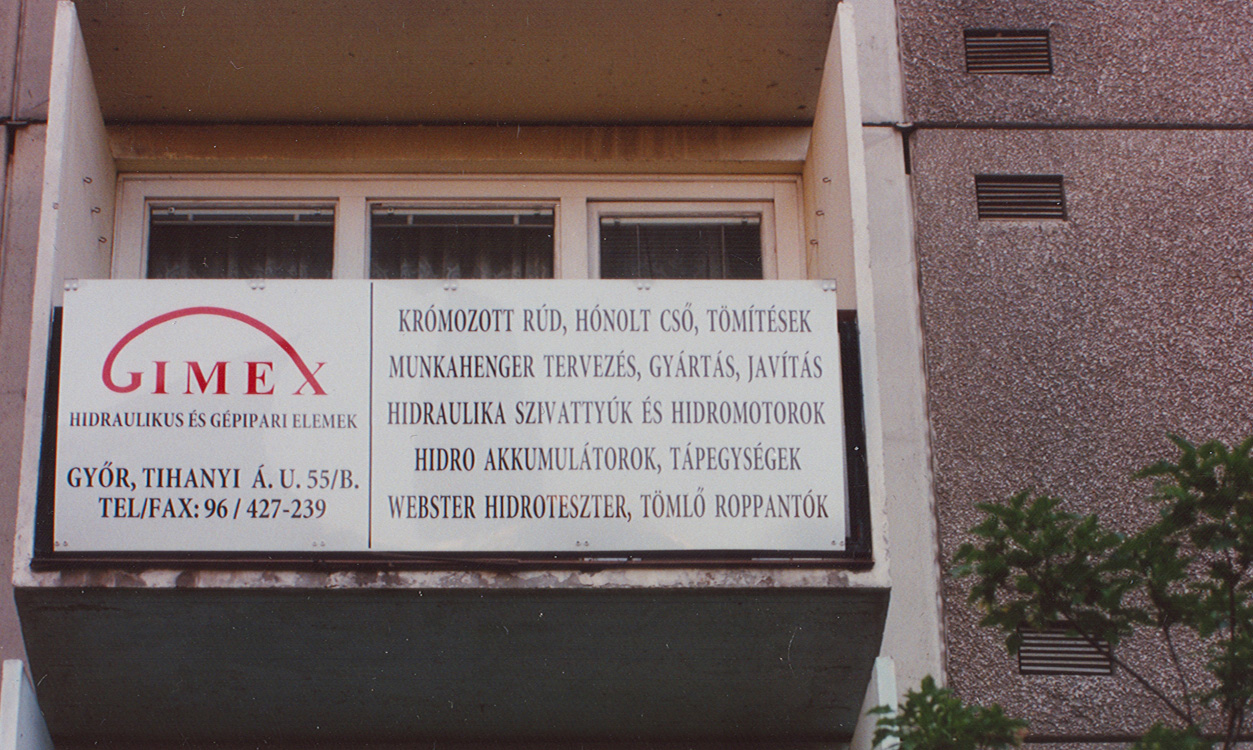 GIMEX
HIDRAULIKUS ÉS GÉPIPARI ELEMEK
GYŐR, TIHANYI Á. U. 55/B.
TEL/FAX: 96 / 427-239
KRÓMOZOTT RÚD, HÓNOLT CSŐ, TÖMÍTÉSEK
MUNKAHENGER TERVEZÉS, GYÁRTÁS, JAVÍTÁS
HIDRAULIKA SZIVATTYÚK ÉS HIDROMOTOROK
HIDRO AKKUMULÁTOROK, TÁPEGYSÉGEK
WEBSTER HIDROTESZTER, TÖMLŐ ROPPANTÓK